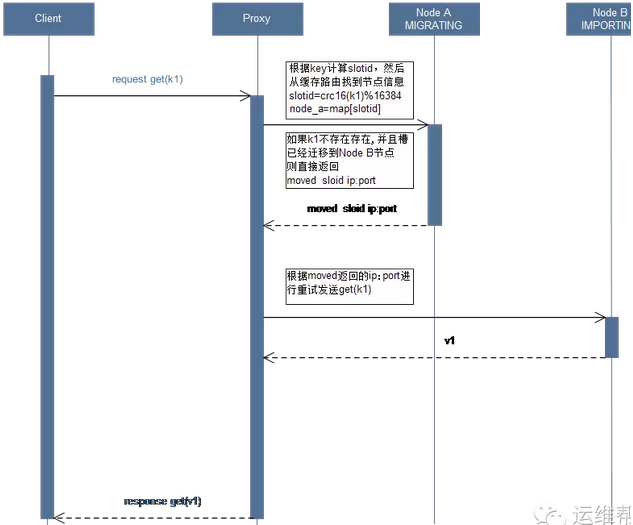 Client
Proxy
Node A
MIGRATING
Node B
IMPORTIN
request get(k1)
根据key计算slotid，然后
从缓存路由找到节点信息
slotid=crc16(k1)%16384
node_a=map[slotid]
如果k1不存在存在,并且槽
已经迁移到Node B节点
则直接返回
moved sloid ip:port
moved sloid ip:port
根据moved返回的ip：port进
行重试发送get(k1)
v1
response get(v1)
运维帮